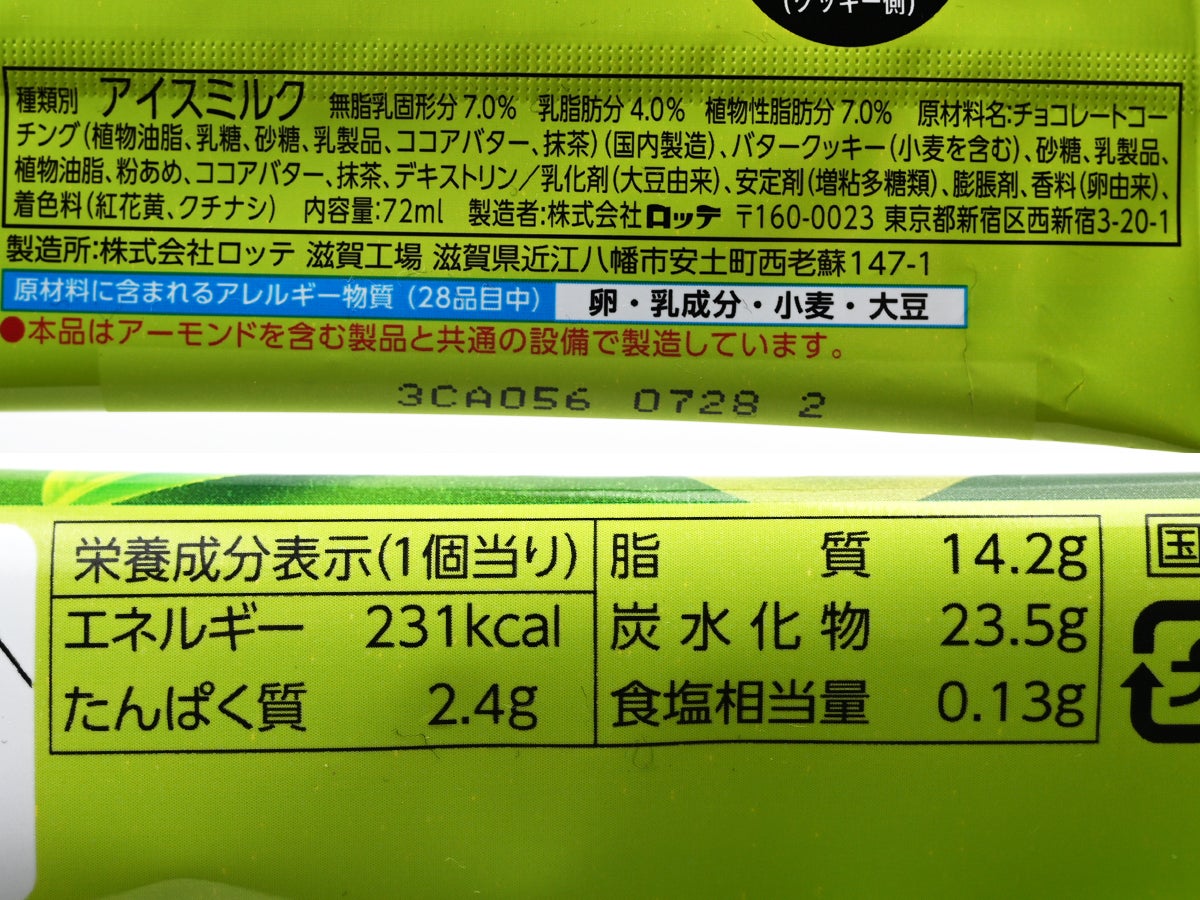 (クッキー側)
種類別 アイスミルク 無脂乳固形分7.0% 乳脂肪分4.0% 植物性脂肪分7.0% 原材料名:チョコレートコー
チング(植物油脂、乳糖、砂糖、乳製品、ココアバター、抹茶)(国内製造)、バタークッキー(小麦を含む)、砂糖、乳製品、
植物油脂、粉あめ、ココアバター、抹茶、デキストリン/乳化剤(大豆由来)、安定剤(増粘多糖類)、膨脹剤、香料(卵由来)、
着色料(紅花黄、クチナシ) 内容量:72ml 製造者:株式会社ロッテ 〒160-0023 東京都新宿区西新宿3-20-1
製造所:株式会社ロッテ 滋賀工場 滋賀県近江八幡市安土町西老蘇147-1
原材料に含まれるアレルギー物質(28品目中) 卵・乳成分・小麦・大豆
●本品はアーモンドを含む製品と共通の設備で製造しています。
3CA056 0728 2
栄養成分表示(1個当り) 脂質 14.2g
エネルギー 231kcal 炭水化物 23.5g
たんぱく質 2.4g 食塩相当量 0.13g
国